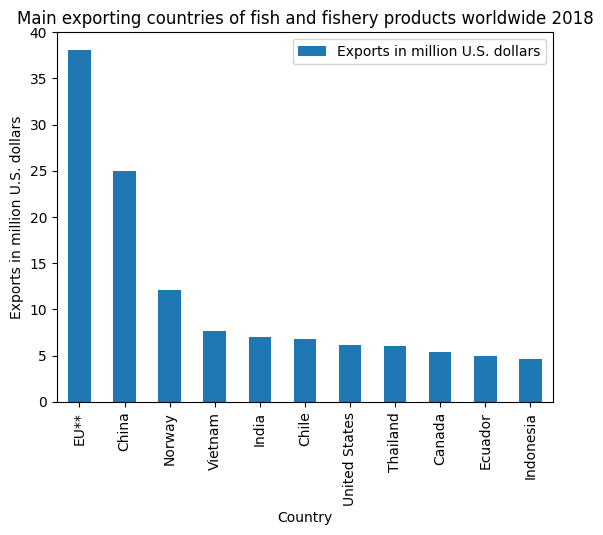 Main exporting countries of fish and fishery products worldwide 2018
Exports in million U.S. dollars
Exports in million U.S. dollars
40
35
30
25
20
15
10
5
0
EU**
China
Norway
Vietnam
India
Chile
United States
Thailand
Canada
Ecuador
Indonesia
Country